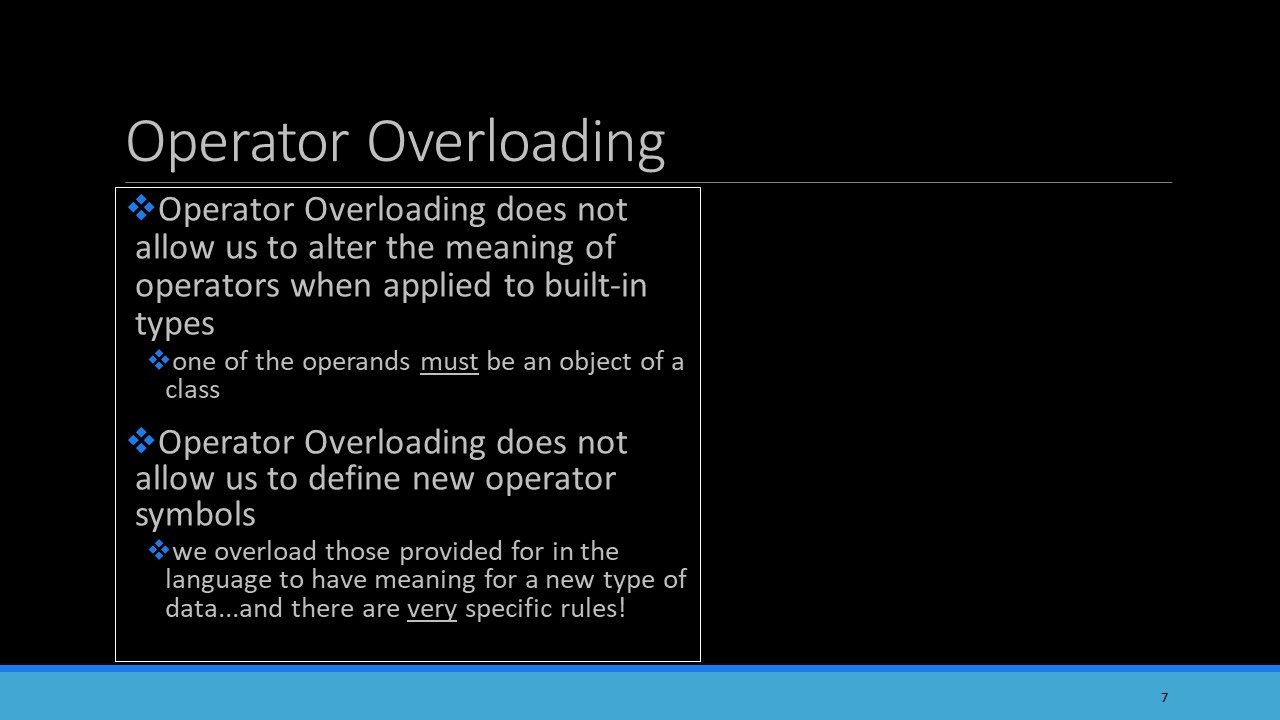 Operator Overloading
❖Operator Overloading does not
allow us to alter the meaning of
operators when applied to built-in
types
❖one of the operands must be an object of a
class
❖Operator Overloading does not
allow us to define new operator
symbols
❖we overload those provided for in the
language to have meaning for a new type of
data...and there are very specific rules!
7